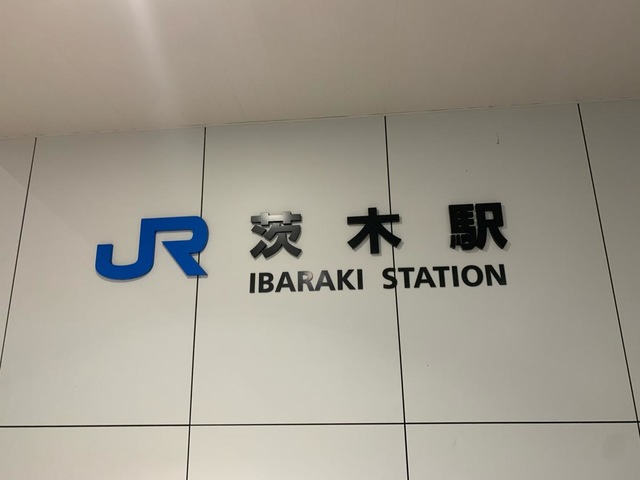 JR 茨木駅
IBARAKI STATION